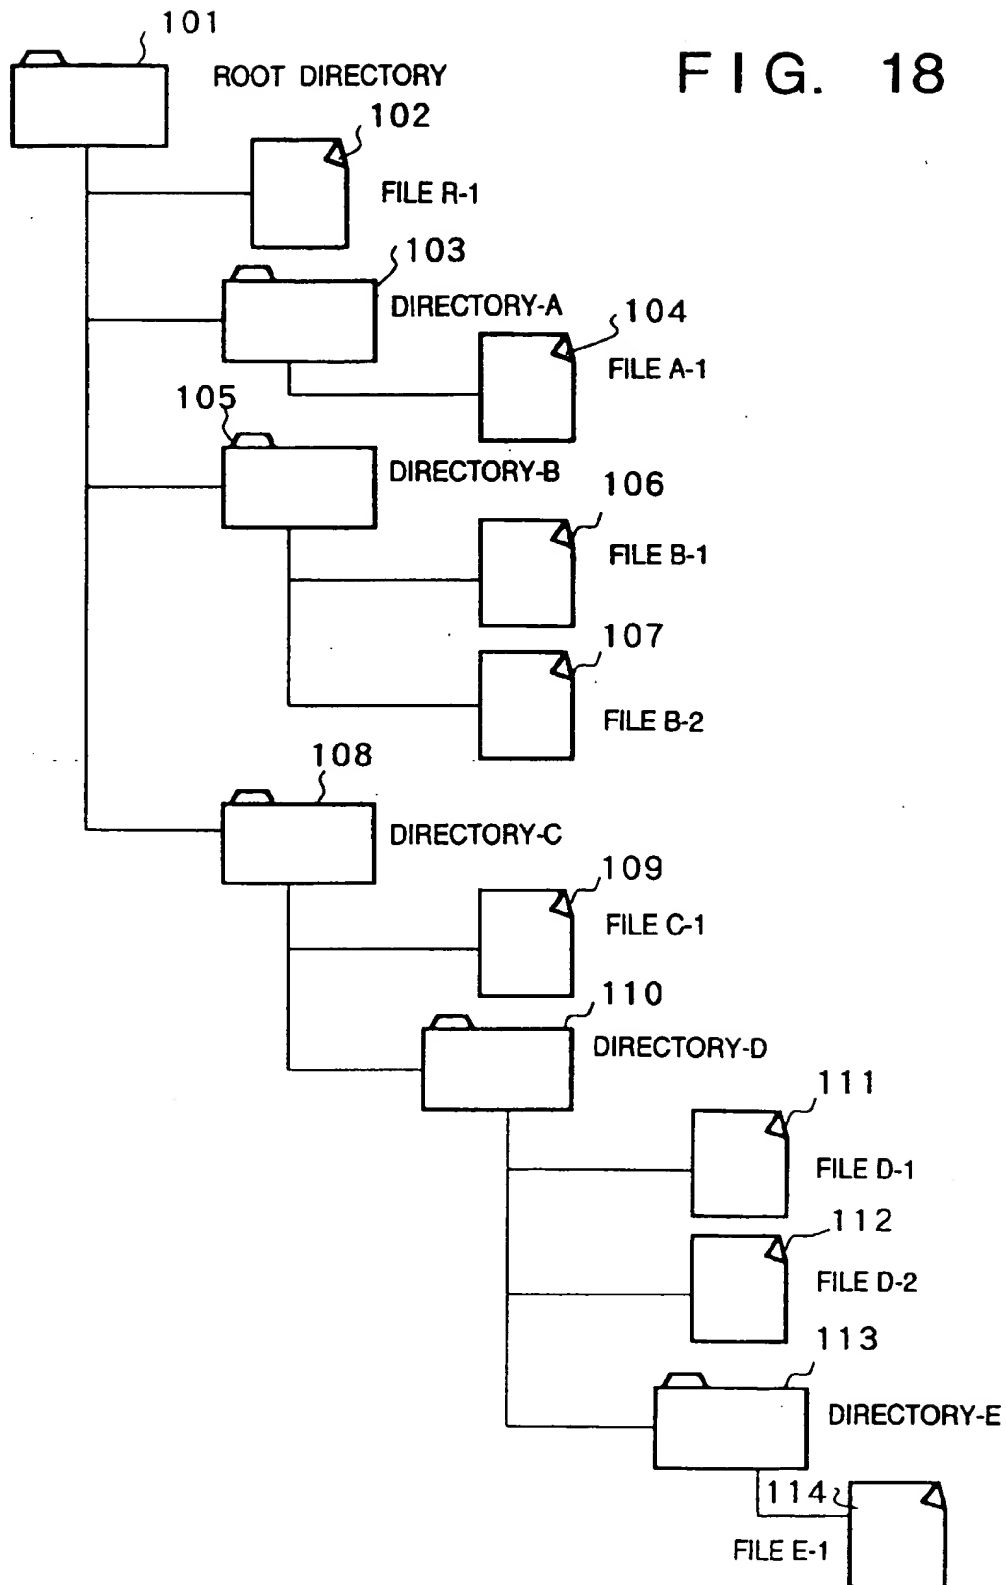 101
FIG. 18
ROOT DIRECTORY
102
FILE R-1
103
DIRECTORY-A
104
FILE A-1
105
DIRECTORY-B
106
FILE B-1
107
FILE B-2
108
DIRECTORY-C
109
FILE C-1
110
DIRECTORY-D
111
FILE D-1
112
FILE D-2
113
DIRECTORY-E
114
FILE E-1